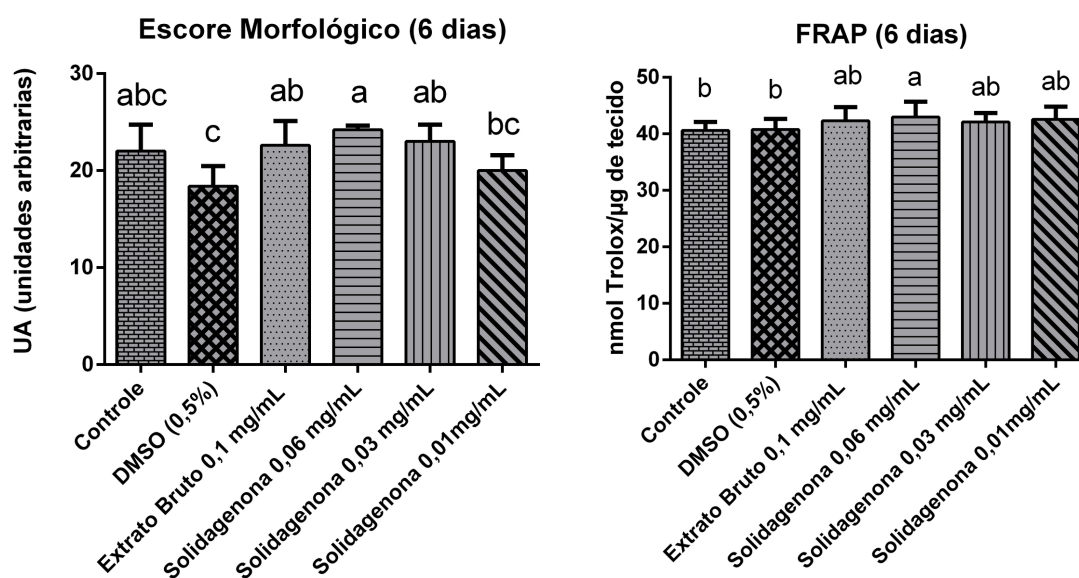 Escore Morfológico (6 dias)
UA (unidades arbitrarias)
30
20
10
0
abc
c
ab
a
ab
bc
Controle
DMSO (0,5%)
Extrato Bruto 0,1 mg/mL
Solidagenona 0,06 mg/mL
Solidagenona 0,03 mg/mL
Solidagenona 0,01mg/mL
FRAP (6 dias)
nmol Trolox/µg de tecido
50
40
30
20
10
0
b
b
ab
a
ab
ab
Controle
DMSO (0,5%)
Extrato Bruto 0,1 mg/mL
Solidagenona 0,06 mg/mL
Solidagenona 0,03 mg/mL
Solidagenona 0,01mg/mL